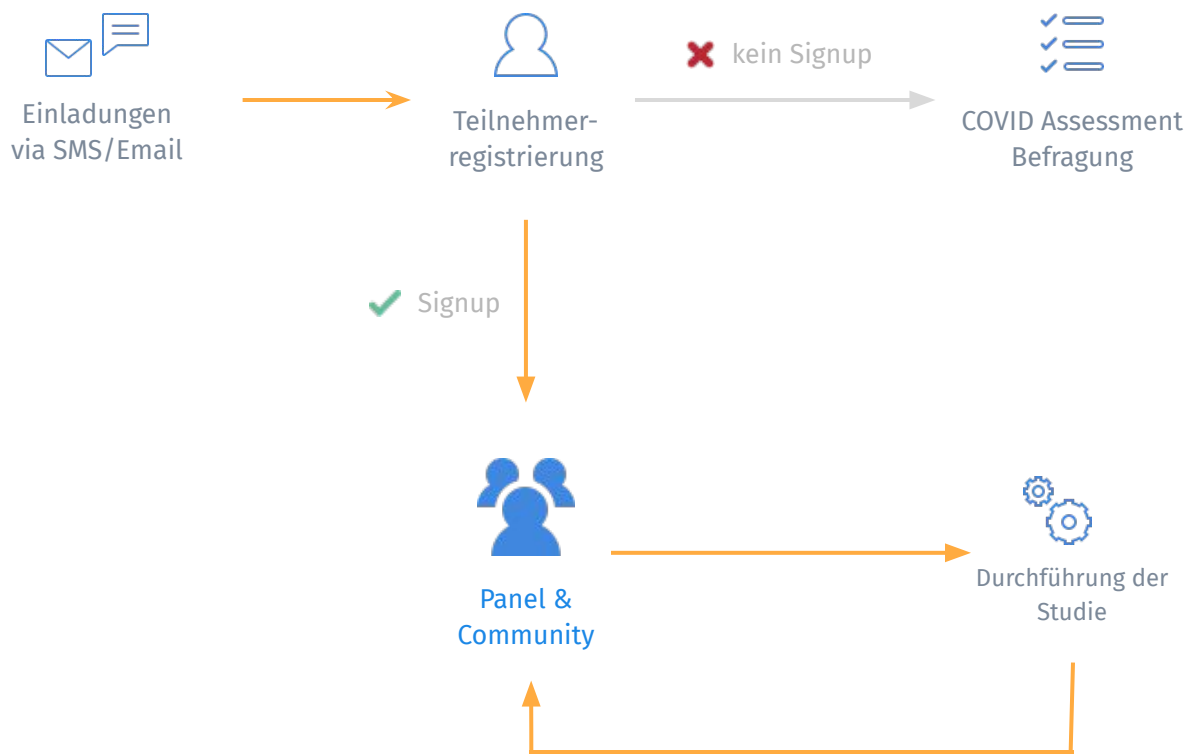 Einladungen
via SMS/Email
Teilnehmer-
registrierung
kein Signup
COVID Assessment
Befragung
Signup
Panel &
Community
Durchführung der
Studie